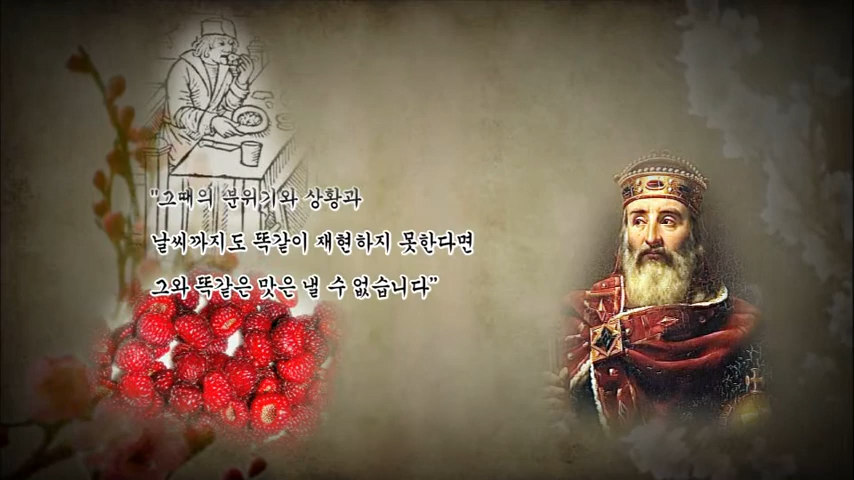 "그때의 분위기와 상황과
날씨까지도 똑같이 재현하지 못한다면
그와 똑같은 맛은 낼 수 없습니다"